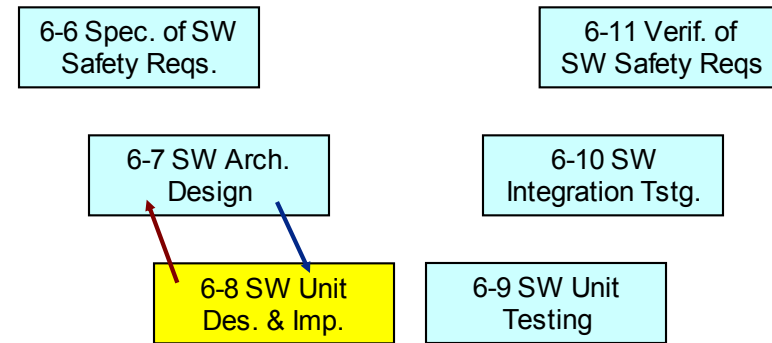 6-6 Spec. of SW
Safety Reqs.
6-11 Verif. of
SW Safety Reqs
6-7 SW Arch.
Design
6-10 SW
Integration Tstg.
6-8 SW Unit
Des. & Imp.
6-9 SW Unit
Testing